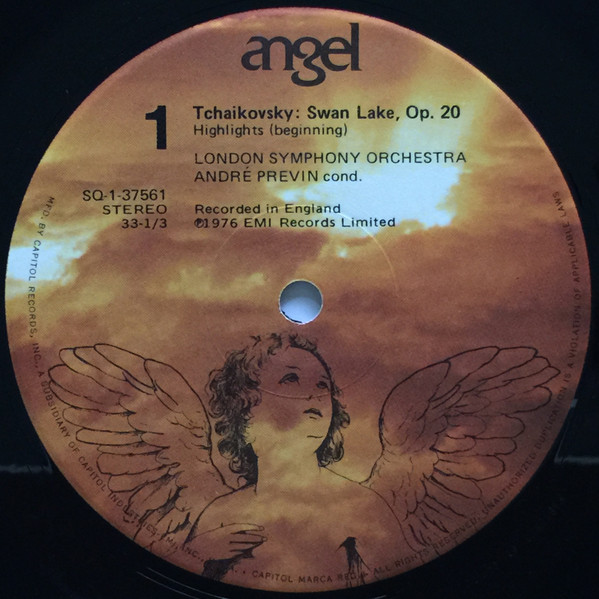 angel
1
Tchaikovsky: Swan Lake, Op. 20
Highlights (beginning)
LONDON SYMPHONY ORCHESTRA
ANDRÉ PREVIN cond.
SQ-1-37561
STEREO
33-1/3
Recorded in England
℗1976 EMI Records Limited
MFD. BY CAPITOL RECORDS, INC., A SUBSIDIARY OF CAPITOL INDUSTRIES-EMI, INC., • CAPITOL MARCA REG. • ALL RIGHTS RESERVED. UNAUTHORIZED DUPLICATION IS A VIOLATION OF APPLICABLE LAWS